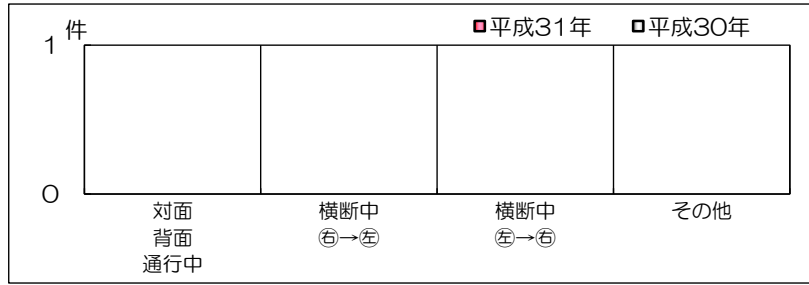 ■平成31年 ■平成30年
件
1
0
対面
背面
通行中
横断中
㊨→㊧
横断中
㊧→㊨
その他